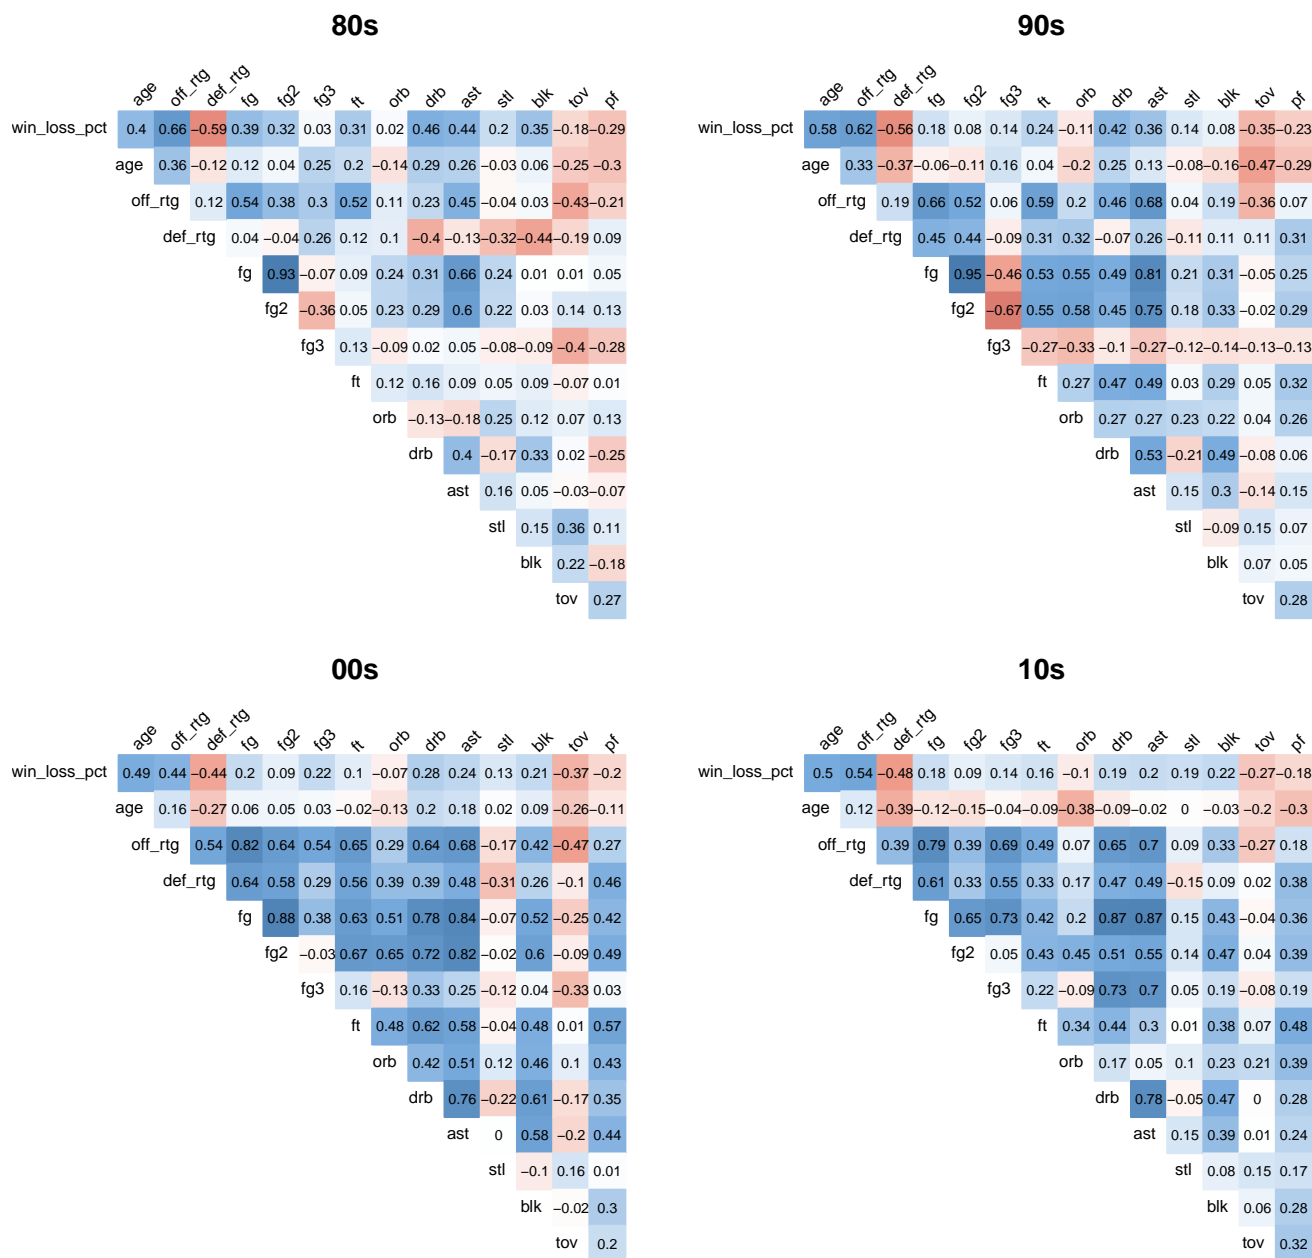 80s
age off_rtg def_rtg fg fg2 fg3 ft orb drb ast stl blk tov pf
win_loss_pct 0.4 0.66 −0.59 0.39 0.32 0.03 0.31 0.02 0.46 0.44 0.2 0.35 −0.18 −0.29
age 0.36 −0.12 0.12 0.04 0.25 0.2 −0.14 0.29 0.26 −0.03 0.06 −0.25 −0.3
off_rtg 0.12 0.54 0.38 0.3 0.52 0.11 0.23 0.45 −0.04 0.03 −0.43 −0.21
def_rtg 0.04 −0.04 0.26 0.12 0.1 −0.4 −0.13 −0.32 −0.44 −0.19 0.09
fg 0.93 −0.07 0.09 0.24 0.31 0.66 0.24 0.01 0.01 0.05
fg2 −0.36 0.05 0.23 0.29 0.6 0.22 0.03 0.14 0.13
fg3 0.13 −0.09 0.02 0.05 −0.08 −0.09 −0.4 −0.28
ft 0.12 0.16 0.09 0.05 0.09 −0.07 0.01
orb −0.13 −0.18 0.25 0.12 0.07 0.13
drb 0.4 −0.17 0.33 0.02 −0.25
ast 0.16 0.05 −0.03 −0.07
stl 0.15 0.36 0.11
blk 0.22 −0.18
tov 0.27
90s
age off_rtg def_rtg fg fg2 fg3 ft orb drb ast stl blk tov pf
win_loss_pct 0.58 0.62 −0.56 0.18 0.08 0.14 0.24 −0.11 0.42 0.36 0.14 0.08 −0.35 −0.23
age 0.33 −0.37 −0.06 −0.11 0.16 0.04 −0.2 0.25 0.13 −0.08 −0.16 −0.47 −0.29
off_rtg 0.19 0.66 0.52 0.06 0.59 0.2 0.46 0.68 0.04 0.19 −0.36 0.07
def_rtg 0.45 0.44 −0.09 0.31 0.32 −0.07 0.26 −0.11 0.11 0.11 0.31
fg 0.95 −0.46 0.53 0.55 0.49 0.81 0.21 0.31 −0.05 0.25
fg2 −0.67 0.55 0.58 0.45 0.75 0.18 0.33 −0.02 0.29
fg3 −0.27 −0.33 −0.1 −0.27 −0.12 −0.14 −0.13 −0.13
ft 0.27 0.47 0.49 0.03 0.29 0.05 0.32
orb 0.27 0.27 0.23 0.22 0.04 0.26
drb 0.53 −0.21 0.49 −0.08 0.06
ast 0.15 0.3 −0.14 0.15
stl −0.09 0.15 0.07
blk 0.07 0.05
tov 0.28
00s
age off_rtg def_rtg fg fg2 fg3 ft orb drb ast stl blk tov pf
win_loss_pct 0.49 0.44 −0.44 0.2 0.09 0.22 0.1 −0.07 0.28 0.24 0.13 0.21 −0.37 −0.2
age 0.16 −0.27 0.06 0.05 0.03 −0.02 −0.13 0.2 0.18 0.02 0.09 −0.26 −0.11
off_rtg 0.54 0.82 0.64 0.54 0.65 0.29 0.64 0.68 −0.17 0.42 −0.47 0.27
def_rtg 0.64 0.58 0.29 0.56 0.39 0.39 0.48 −0.31 0.26 −0.1 0.46
fg 0.88 0.38 0.63 0.51 0.78 0.84 −0.07 0.52 −0.25 0.42
fg2 −0.03 0.67 0.65 0.72 0.82 −0.02 0.6 −0.09 0.49
fg3 0.16 −0.13 0.33 0.25 −0.12 0.04 −0.33 0.03
ft 0.48 0.62 0.58 −0.04 0.48 0.01 0.57
orb 0.42 0.51 0.12 0.46 0.1 0.43
drb 0.76 −0.22 0.61 −0.17 0.35
ast 0 0.58 −0.2 0.44
stl −0.1 0.16 0.01
blk −0.02 0.3
tov 0.2
10s
age off_rtg def_rtg fg fg2 fg3 ft orb drb ast stl blk tov pf
win_loss_pct 0.5 0.54 −0.48 0.18 0.09 0.14 0.16 −0.1 0.19 0.2 0.19 0.22 −0.27 −0.18
age 0.12 −0.39 −0.12 −0.15 −0.04 −0.09 −0.38 −0.09 −0.02 0 −0.03 −0.2 −0.3
off_rtg 0.39 0.79 0.39 0.69 0.49 0.07 0.65 0.7 0.09 0.33 −0.27 0.18
def_rtg 0.61 0.33 0.55 0.33 0.17 0.47 0.49 −0.15 0.09 0.02 0.38
fg 0.65 0.73 0.42 0.2 0.87 0.87 0.15 0.43 −0.04 0.36
fg2 0.05 0.43 0.45 0.51 0.55 0.14 0.47 0.04 0.39
fg3 0.22 −0.09 0.73 0.7 0.05 0.19 −0.08 0.19
ft 0.34 0.44 0.3 0.01 0.38 0.07 0.48
orb 0.17 0.05 0.1 0.23 0.21 0.39
drb 0.78 −0.05 0.47 0 0.28
ast 0.15 0.39 0.01 0.24
stl 0.08 0.15 0.17
blk 0.06 0.28
tov 0.32